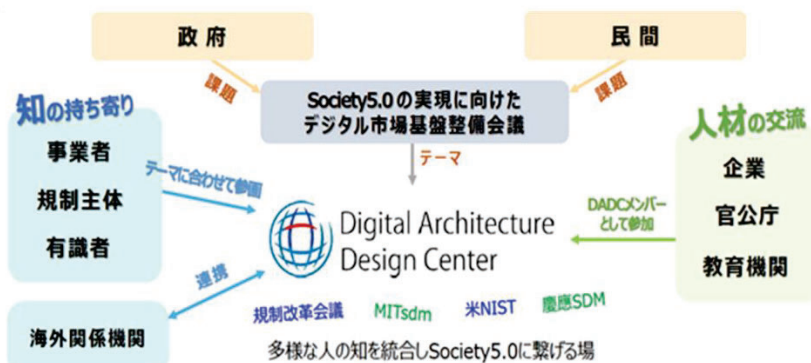 政府
民間
課題
課題
Society5.0の実現に向けた
デジタル市場基盤整備会議
知の持ち寄り
事業者
規制主体
有識者
テーマに合わせて参画
テーマ
人材の交流
企業
官公庁
教育機関
DADCメンバー
として参加
Digital Architecture
Design Center
連携
海外関係機関
規制改革会議
MITsdm
米NIST
慶應SDM
多様な人の知を統合しSociety5.0に繋げる場